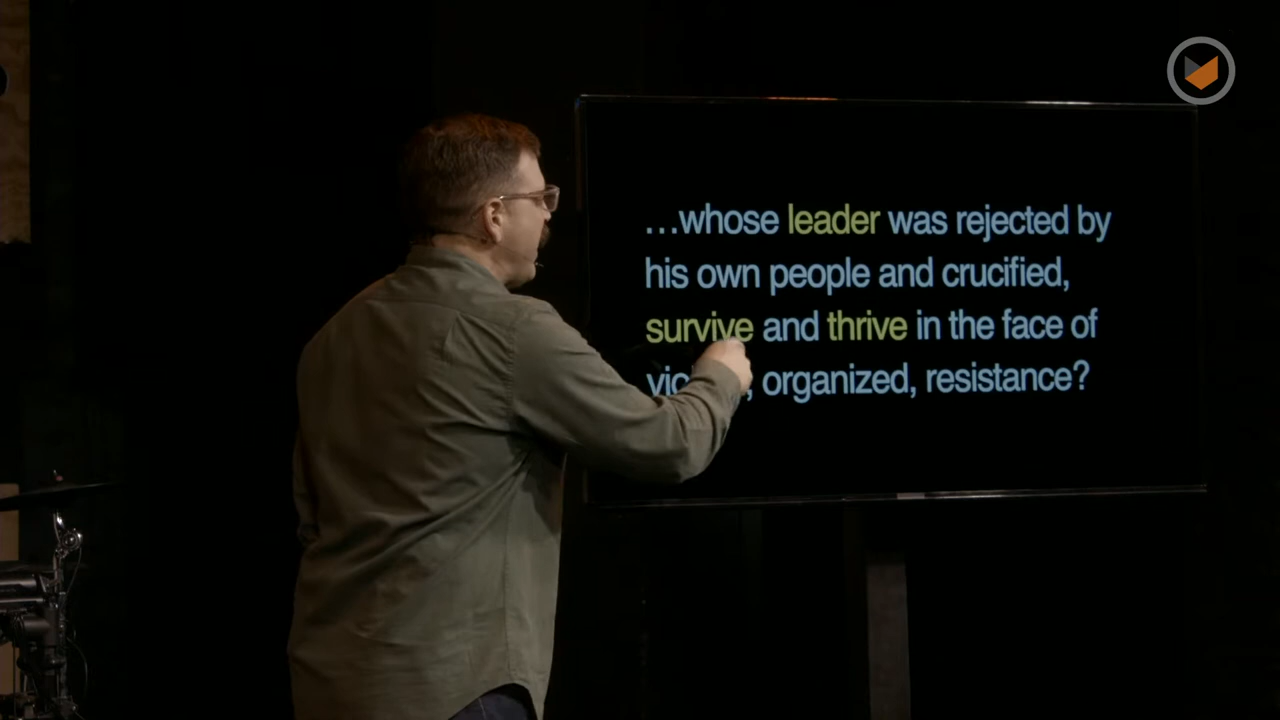 …whose leader was rejected by
his own people and crucified,
survive and thrive in the face of
organized, resistance?